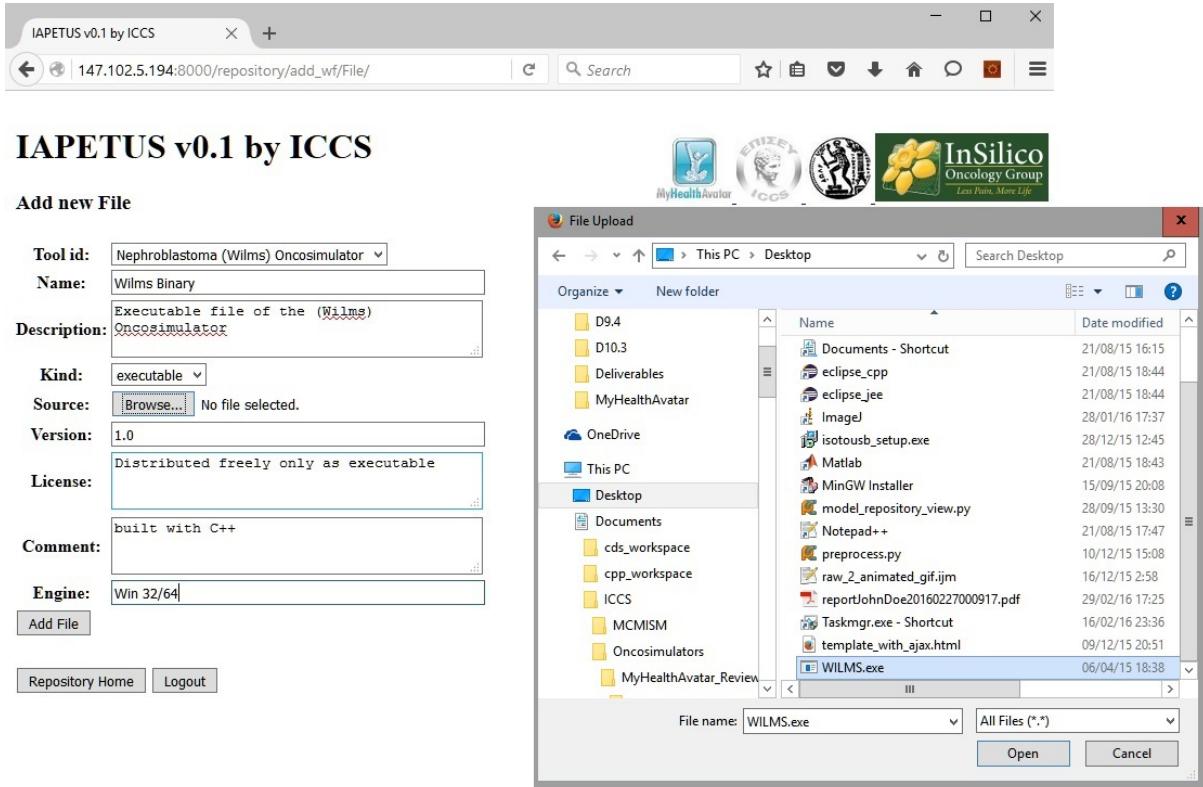 IAPETUS v0.1 by ICCS
147.102.5.194:8000/repository/add_wf/File/
Search
IAPETUS v0.1 by ICCS
MyHealthAvatar
ΕΠΙΣΕΥ
ICCS
InSilico
Oncology Group
Less Pain, More Life
Add new File
Tool id: Nephroblastoma (Wilms) Oncosimulator
Name: Wilms Binary
Description: Executable file of the (Wilms)
Oncosimulator
Kind: executable
Source: Browse... No file selected.
Version: 1.0
License: Distributed freely only as executable
Comment: built with C++
Engine: Win 32/64
Add File
Repository Home Logout
File Upload
This PC > Desktop
Search Desktop
Organize New folder
D9.4
D10.3
Deliverables
MyHealthAvatar
OneDrive
This PC
Desktop
Documents
cds_workspace
cpp_workspace
ICCS
MCMISM
Oncosimulators
MyHealthAvatar_Review
Name Date modified
Documents - Shortcut 21/08/15 16:15
eclipse_cpp 21/08/15 18:44
eclipse_jee 21/08/15 18:44
ImageJ 28/01/16 17:37
isotousb_setup.exe 28/12/15 12:45
Matlab 21/08/15 18:43
MinGW Installer 15/09/15 20:08
model_repository_view.py 28/09/15 13:30
Notepad++ 21/08/15 17:47
preprocess.py 10/12/15 15:08
raw_2_animated_gif.ijm 16/12/15 2:58
reportJohnDoe20160227000917.pdf 29/02/16 17:25
Taskmgr.exe - Shortcut 16/02/16 23:36
template_with_ajax.html 09/12/15 20:51
WILMS.exe 06/04/15 18:38
File name: WILMS.exe All Files (*.*)
Open Cancel